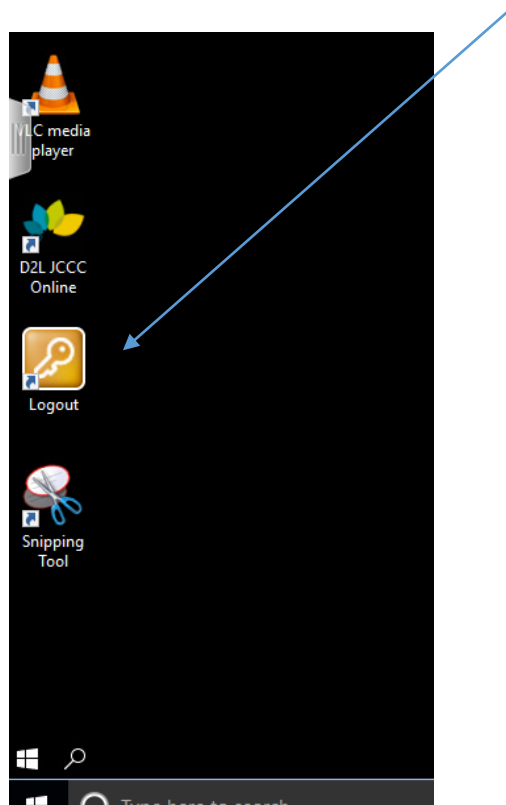 VLC media
player
D2L JCCC
Online
Logout
Snipping
Tool
Type here to search